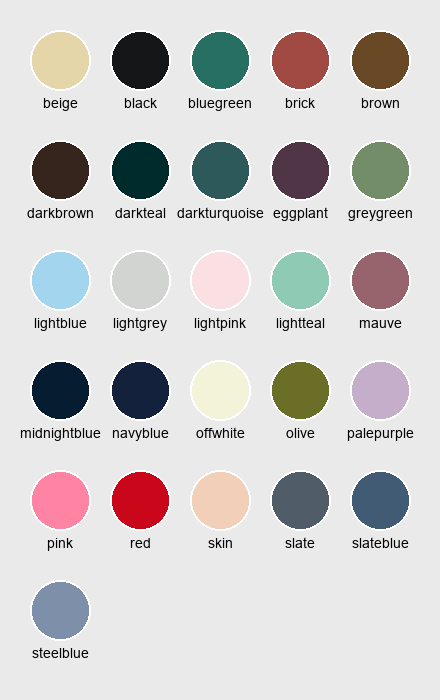 beige black bluegreen brick brown
darkbrown darkteal darkturquoise eggplant greygreen
lightblue lightgrey lightpink lightteal mauve
midnightblue navyblue offwhite olive palepurple
pink red skin slate slateblue
steelblue